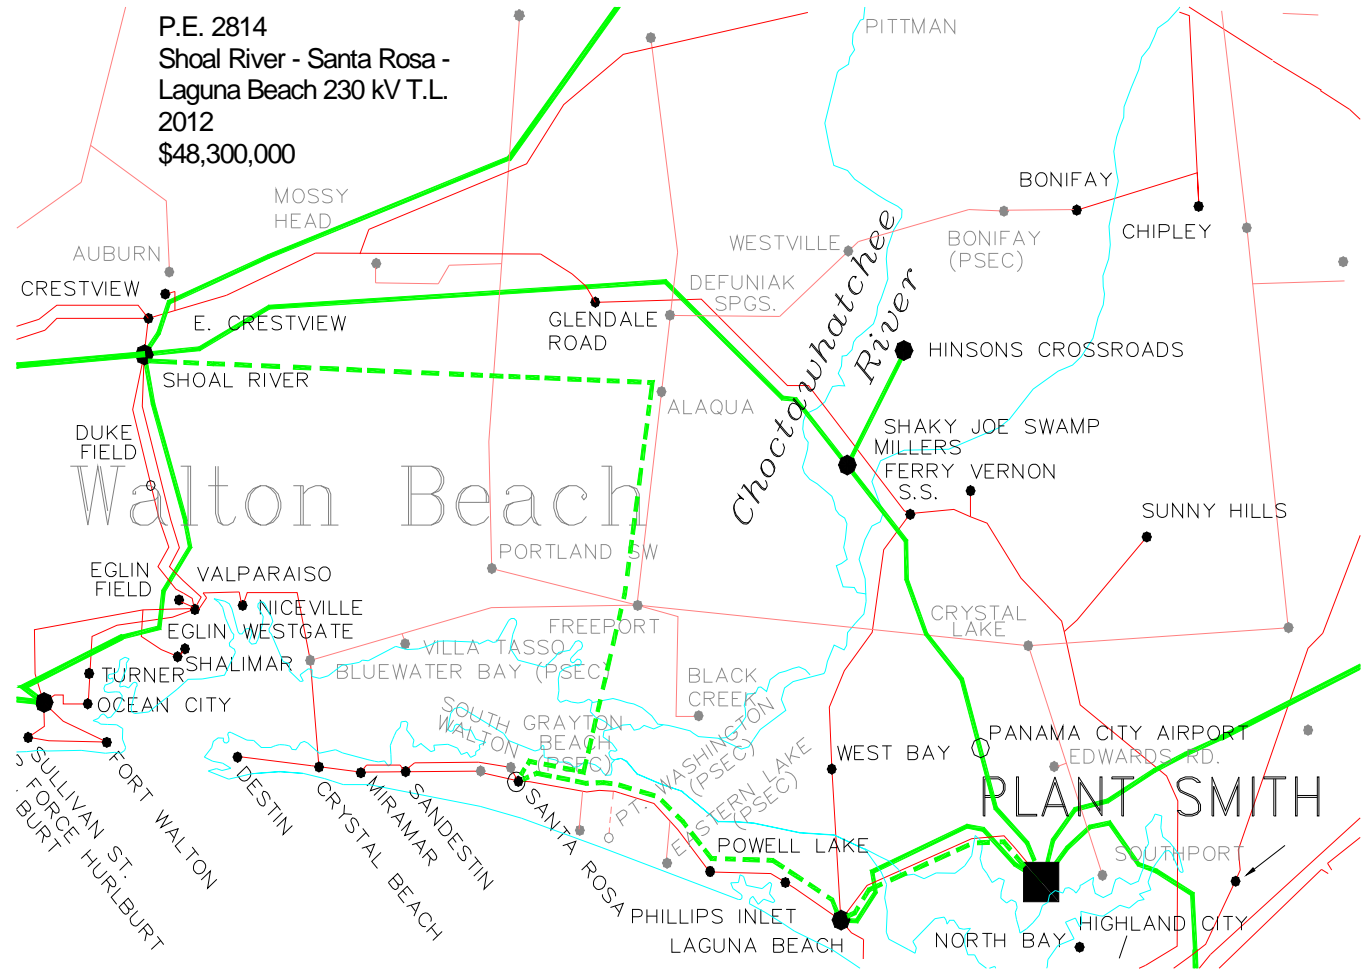 P.E. 2814
Shoal River - Santa Rosa -
Laguna Beach 230 kV T.L.
2012
$48,300,000
PITTMAN
MOSSY
HEAD
BONIFAY
CHIPLEY
WESTVILLE
BONIFAY
(PSEC)
AUBURN
CRESTVIEW
E. CRESTVIEW
DEFUNIAK
SPGS.
GLENDALE
ROAD
Choctawhatchee
River
HINSONS CROSSROADS
SHOAL RIVER
ALAQUA
DUKE
FIELD
SHAKY JOE SWAMP
MILLERS
FERRY VERNON
S.S.
Walton Beach
SUNNY HILLS
PORTLAND SW
EGLIN
FIELD
VALPARAISO
NICEVILLE
EGLIN WESTGATE
SHALIMAR
FREEPORT
CRYSTAL
LAKE
VILLA TASSO
BLUEWATER BAY (PSEC)
TURNER
OCEAN CITY
BLACK
CREEK
SOUTH
WALTON
GRAYTON
BEACH
(PSEC)
PT. WASHINGTON
(PSEC)
EASTERN LAKE
(PSEC)
WEST BAY
PANAMA CITY AIRPORT
EDWARDS RD.
PLANT SMITH
SULLIVAN ST.
FORCE HURLBURT
BURT
FORT WALTON
DESTIN
CRYSTAL BEACH
MIRAMAR
SANDESTIN
SANTA ROSA
POWELL LAKE
SOUTHPORT
PHILLIPS INLET
LAGUNA BEACH
NORTH BAY
HIGHLAND CITY